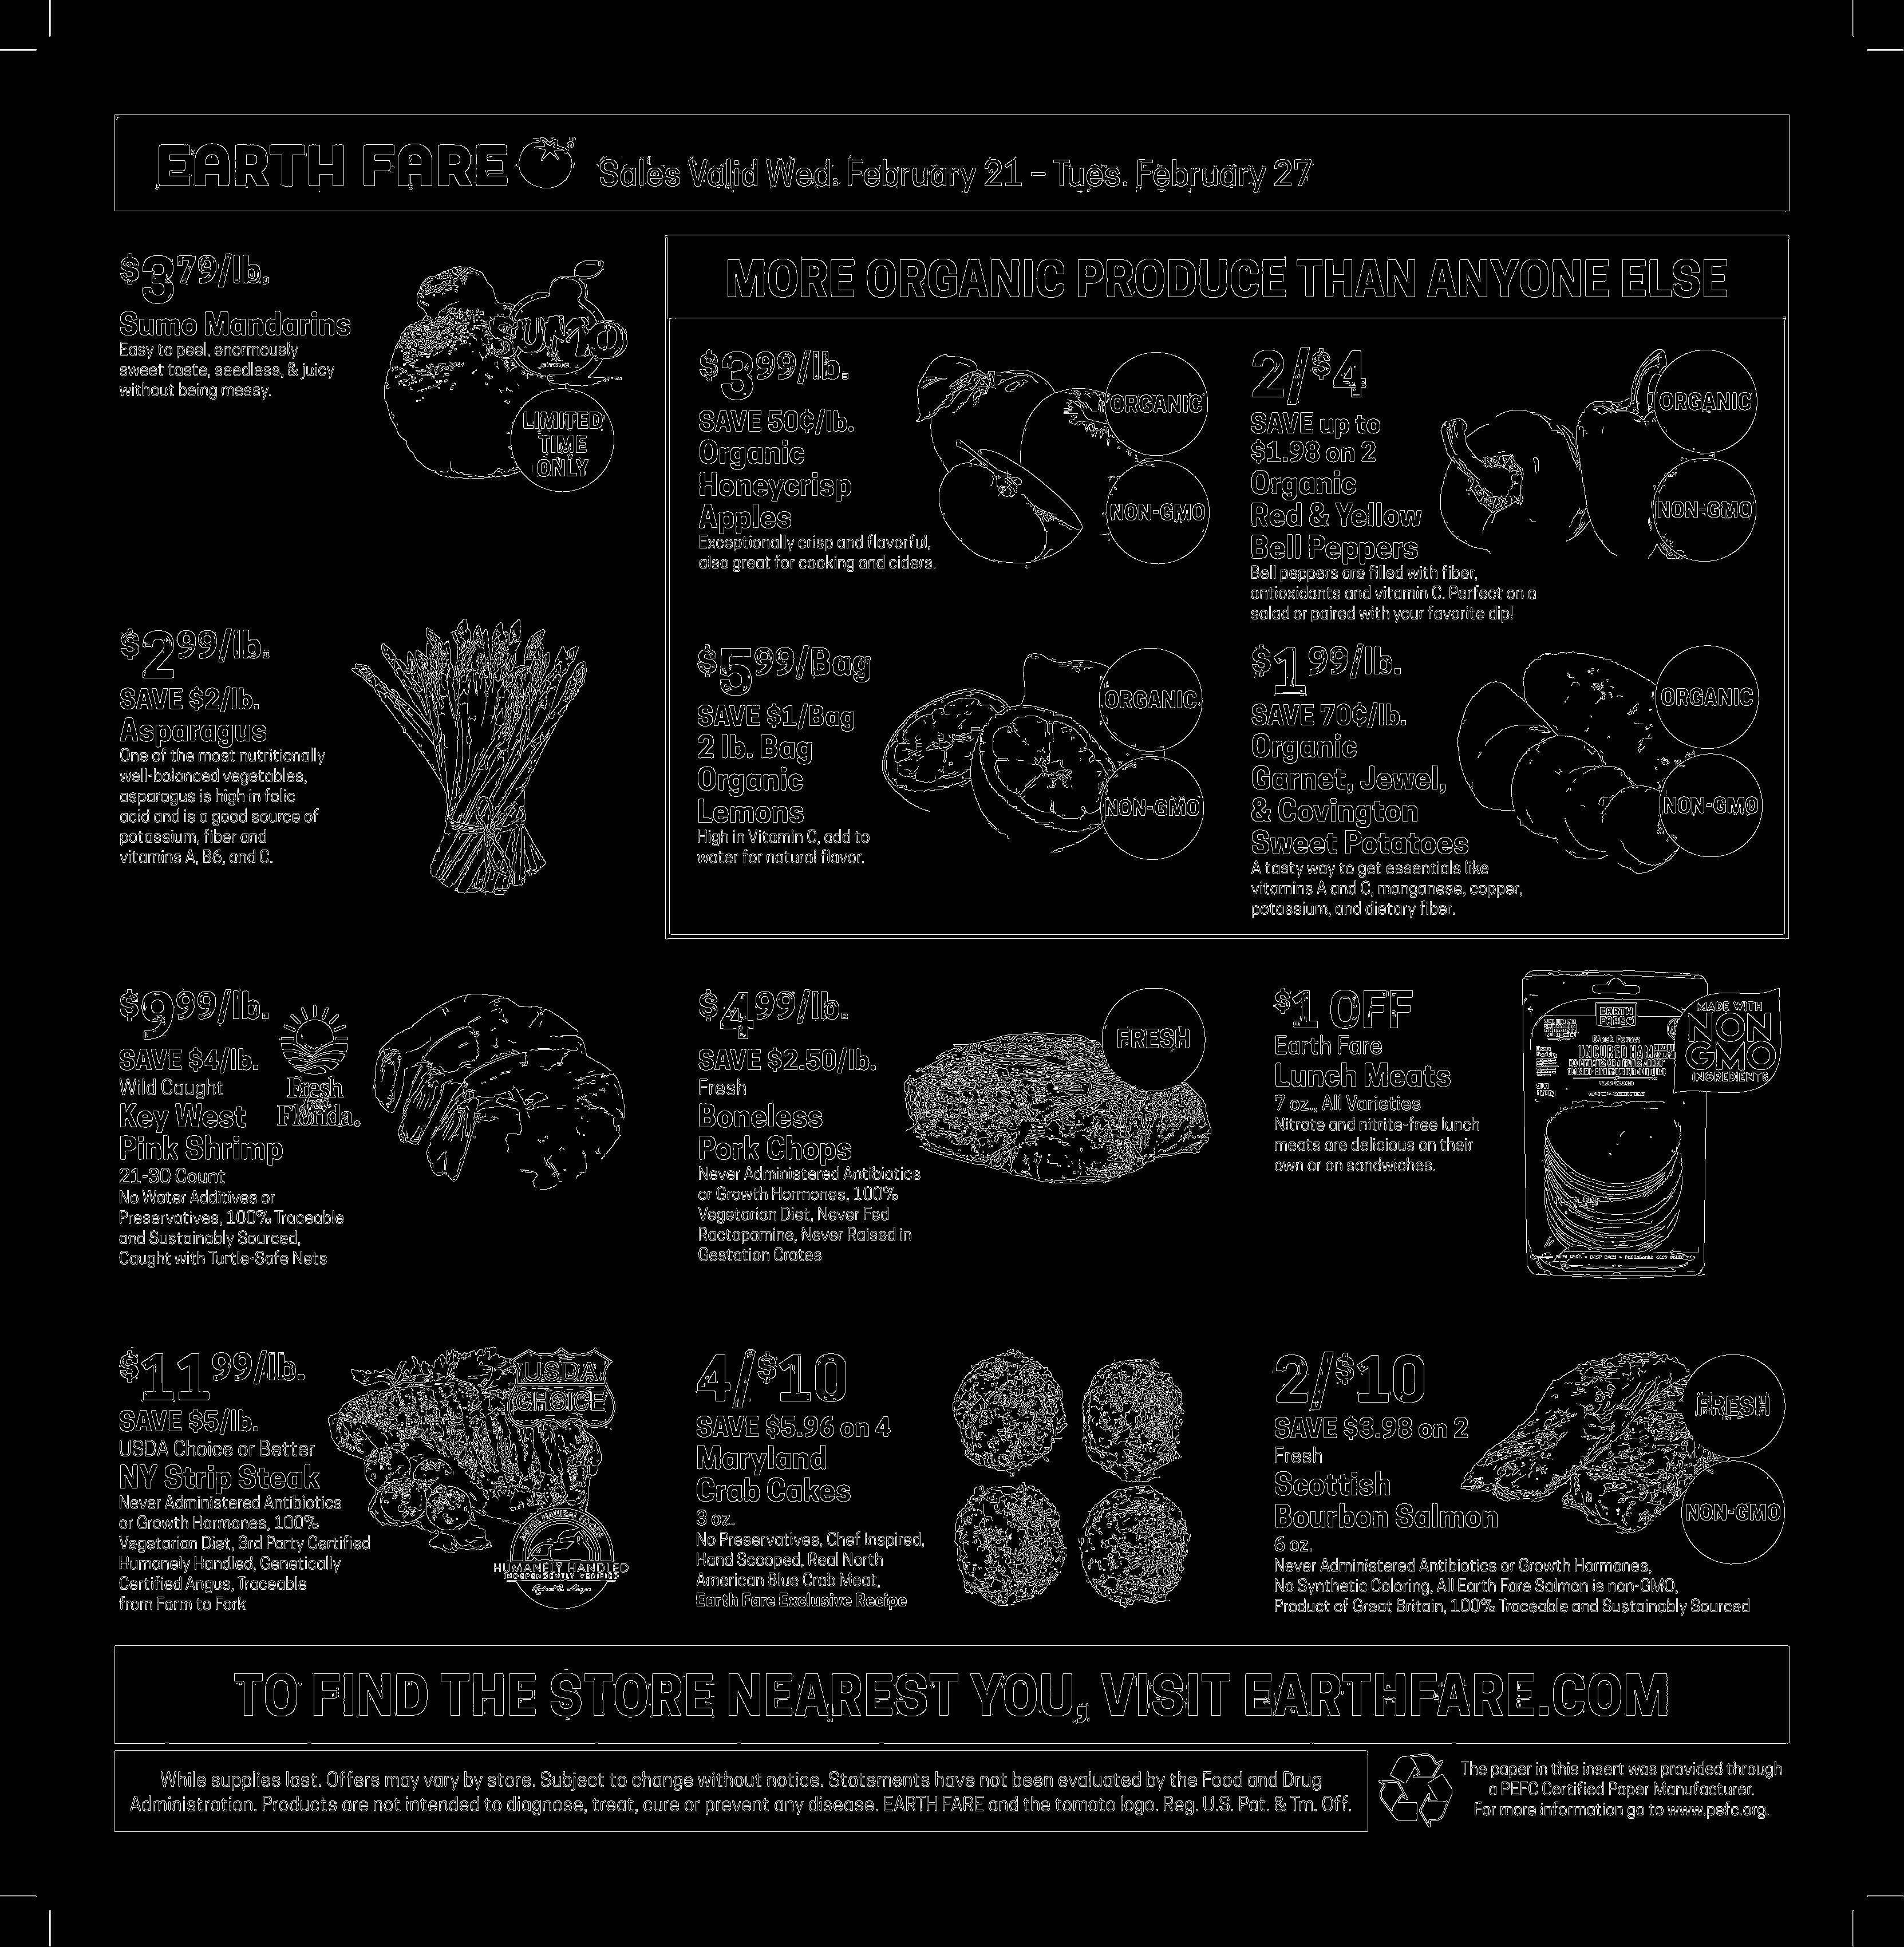 EARTH FARE Sales Valid Wed. February 21 – Tues. February 27
$3 79/lb.
Sumo Mandarins
Easy to peel, enormously
sweet taste, seedless, & juicy
without being messy.
SUMO
CITRUS
LIMITED
TIME
ONLY
$2 99/lb.
SAVE $2/lb.
Asparagus
One of the most nutritionally
well-balanced vegetables,
asparagus is high in folic
acid and is a good source of
potassium, fiber and
vitamins A, B6, and C.
MORE ORGANIC PRODUCE THAN ANYONE ELSE
$3 99/lb.
SAVE 50¢/lb.
Organic
Honeycrisp
Apples
Exceptionally crisp and flavorful,
also great for cooking and ciders.
ORGANIC
NON-GMO
2/$4
SAVE up to
$1.98 on 2
Organic
Red & Yellow
Bell Peppers
Bell peppers are filled with fiber,
antioxidants and vitamin C. Perfect on a
salad or paired with your favorite dip!
ORGANIC
NON-GMO
$5 99/Bag
SAVE $1/Bag
2 lb. Bag
Organic
Lemons
High in Vitamin C, add to
water for natural flavor.
ORGANIC
NON-GMO
$1 99/lb.
SAVE 70¢/lb.
Organic
Garnet, Jewel,
& Covington
Sweet Potatoes
A tasty way to get essentials like
vitamins A and C, manganese, copper,
potassium, and dietary fiber.
ORGANIC
NON-GMO
$9 99/lb.
SAVE $4/lb.
Wild Caught
Key West
Pink Shrimp
21-30 Count
No Water Additives or
Preservatives, 100% Traceable
and Sustainably Sourced,
Caught with Turtle-Safe Nets
Fresh
Florida.
$4 99/lb.
SAVE $2.50/lb.
Fresh
Boneless
Pork Chops
Never Administered Antibiotics
or Growth Hormones, 100%
Vegetarian Diet, Never Fed
Ractopamine, Never Raised in
Gestation Crates
FRESH
$1 OFF
Earth Fare
Lunch Meats
7 oz., All Varieties
Nitrate and nitrite-free lunch
meats are delicious on their
own or on sandwiches.
EARTH
FARE
Black Forest
UNCURED HAM
MADE WITH
NON
GMO
INGREDIENTS
$11 99/lb.
SAVE $5/lb.
USDA Choice or Better
NY Strip Steak
Never Administered Antibiotics
or Growth Hormones, 100%
Vegetarian Diet, 3rd Party Certified
Humanely Handled, Genetically
Certified Angus, Traceable
from Farm to Fork
USDA
CHOICE
HUMANELY HANDLED
INDEPENDENTLY VERIFIED
4/$10
SAVE $5.96 on 4
Maryland
Crab Cakes
3 oz.
No Preservatives, Chef Inspired,
Hand Scooped, Real North
American Blue Crab Meat,
Earth Fare Exclusive Recipe
2/$10
SAVE $3.98 on 2
Fresh
Scottish
Bourbon Salmon
6 oz.
Never Administered Antibiotics or Growth Hormones,
No Synthetic Coloring, All Earth Fare Salmon is non-GMO,
Product of Great Britain, 100% Traceable and Sustainably Sourced
FRESH
NON-GMO
TO FIND THE STORE NEAREST YOU, VISIT EARTHFARE.COM
While supplies last. Offers may vary by store. Subject to change without notice. Statements have not been evaluated by the Food and Drug
Administration. Products are not intended to diagnose, treat, cure or prevent any disease. EARTH FARE and the tomato logo. Reg. U.S. Pat. & Tm. Off.
The paper in this insert was provided through
a PEFC Certified Paper Manufacturer.
For more information go to www.pefc.org.